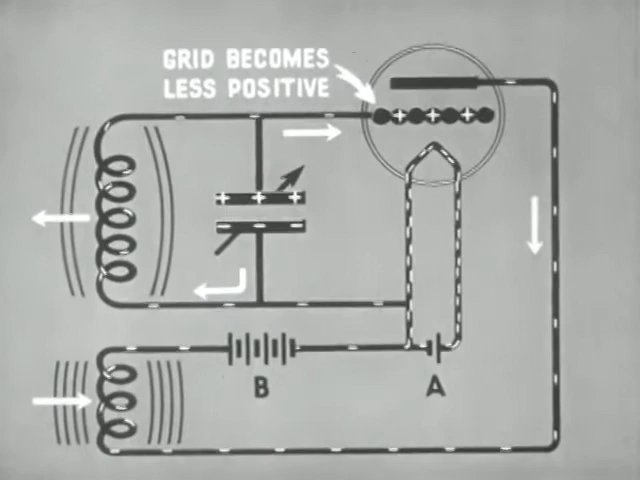 GRID BECOMES
LESS POSITIVE
+ + +
+ + +
- - -
B
A